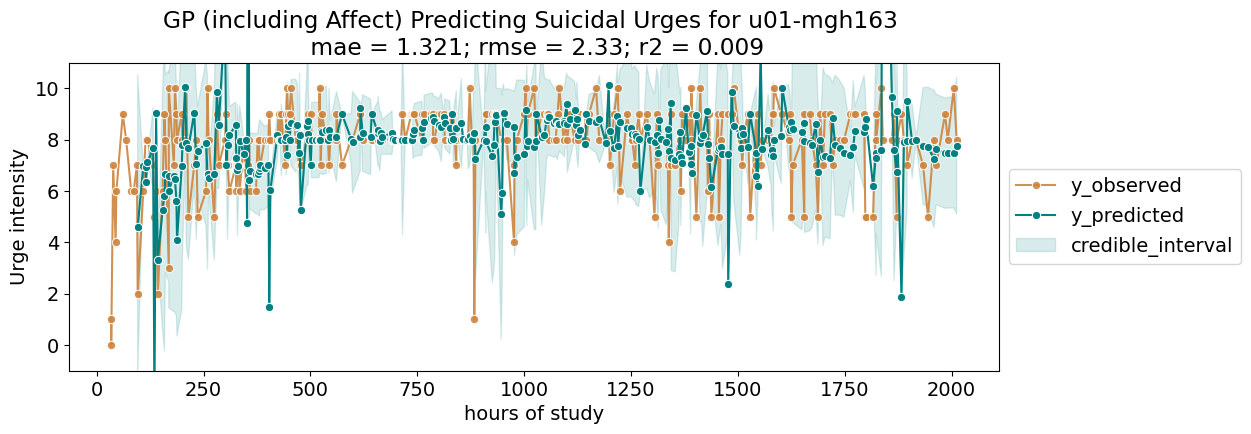 GP (including Affect) Predicting Suicidal Urges for u01-mgh163
mae = 1.321; rmse = 2.33; r2 = 0.009
Urge intensity
10
8
6
4
2
0
0 250 500 750 1000 1250 1500 1750 2000
hours of study
y_observed
y_predicted
credible_interval